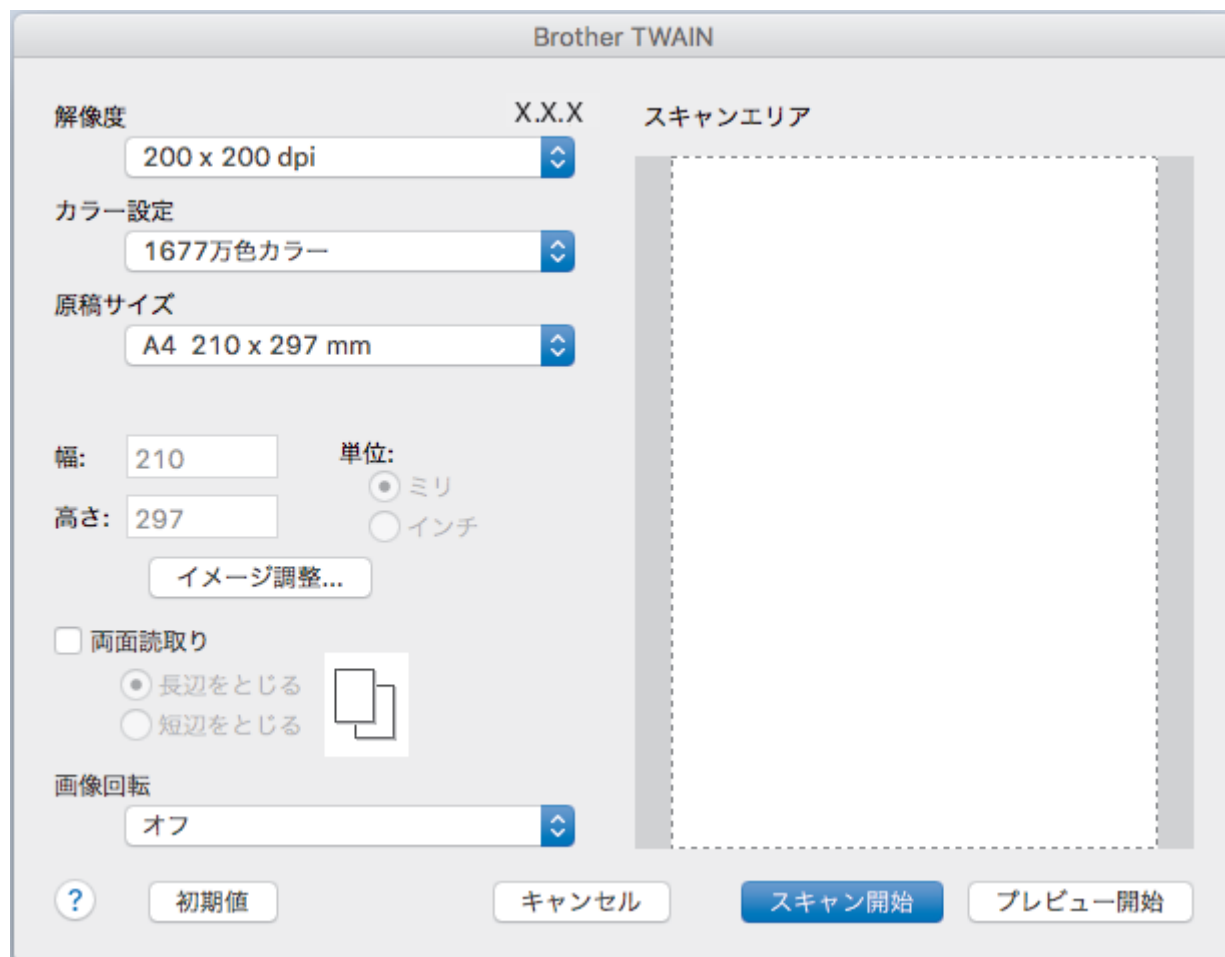 Brother TWAIN
解像度
X.X.X
200 x 200 dpi
カラー設定
1677万色カラー
原稿サイズ
A4 210 x 297 mm
幅: 210
高さ: 297
単位:
ミリ
インチ
イメージ調整...
両面読取り
長辺をとじる
短辺をとじる
画像回転
オフ
スキャンエリア
?
初期値
キャンセル
スキャン開始
プレビュー開始